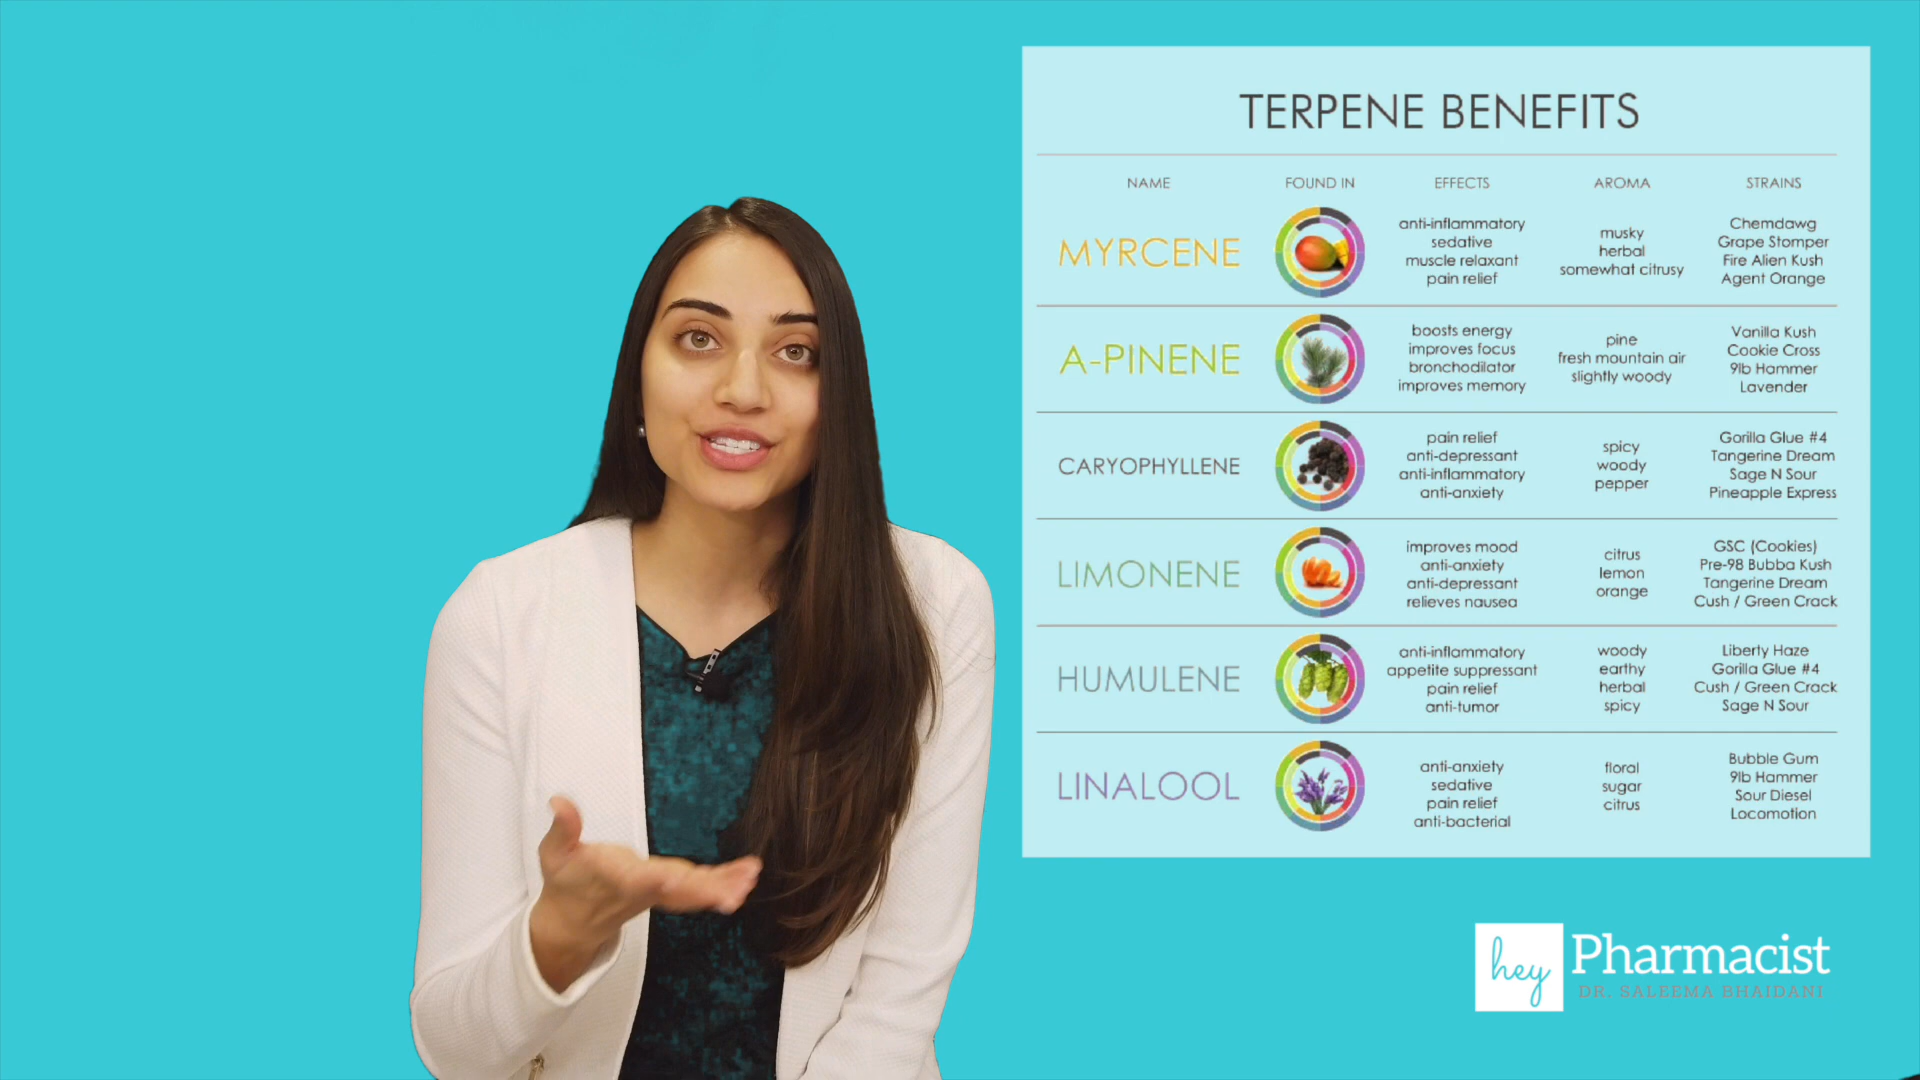 TERPENE BENEFITS
NAME FOUND IN EFFECTS AROMA STRAINS
MYRCENE
anti-inflammatory
sedative
muscle relaxant
pain relief
musky
herbal
somewhat citrusy
Chemdawg
Grape Stomper
Fire Alien Kush
Agent Orange
A-PINENE
boosts energy
improves focus
bronchodilator
improves memory
pine
fresh mountain air
slightly woody
Vanilla Kush
Cookie Cross
9lb Hammer
Lavender
CARYOPHYLLENE
pain relief
anti-depressant
anti-inflammatory
anti-anxiety
spicy
woody
pepper
Gorilla Glue #4
Tangerine Dream
Sage N Sour
Pineapple Express
LIMONENE
improves mood
anti-anxiety
anti-depressant
relieves nausea
citrus
lemon
orange
GSC (Cookies)
Pre-98 Bubba Kush
Tangerine Dream
Cush / Green Crack
HUMULENE
anti-inflammatory
appetite suppressant
pain relief
anti-tumor
woody
earthy
herbal
spicy
Liberty Haze
Gorilla Glue #4
Cush / Green Crack
Sage N Sour
LINALOOL
anti-anxiety
sedative
pain relief
anti-bacterial
floral
sugar
citrus
Bubble Gum
9lb Hammer
Sour Diesel
Locomotion
hey Pharmacist
DR. SALEEMA BHAIDANI